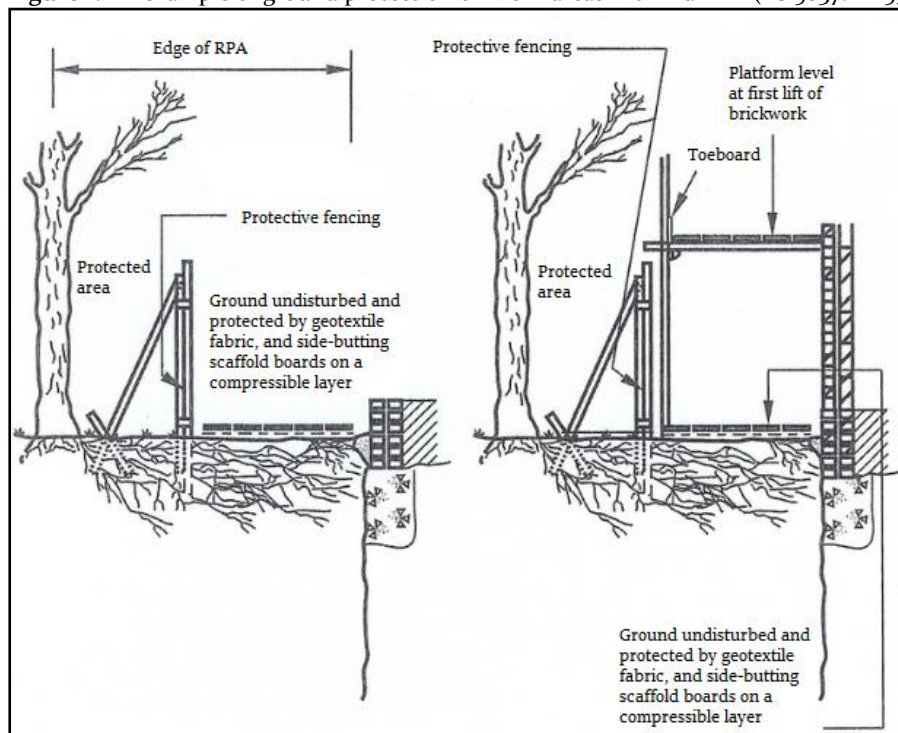 Edge of RPA
Protective fencing
Protected
area
Ground undisturbed and
protected by geotextile
fabric, and side-butting
scaffold boards on a
compressible layer
Protective fencing
Platform level
at first lift of
brickwork
Toeboard
Protected
area
Ground undisturbed and
protected by geotextile
fabric, and side-butting
scaffold boards on a
compressible layer